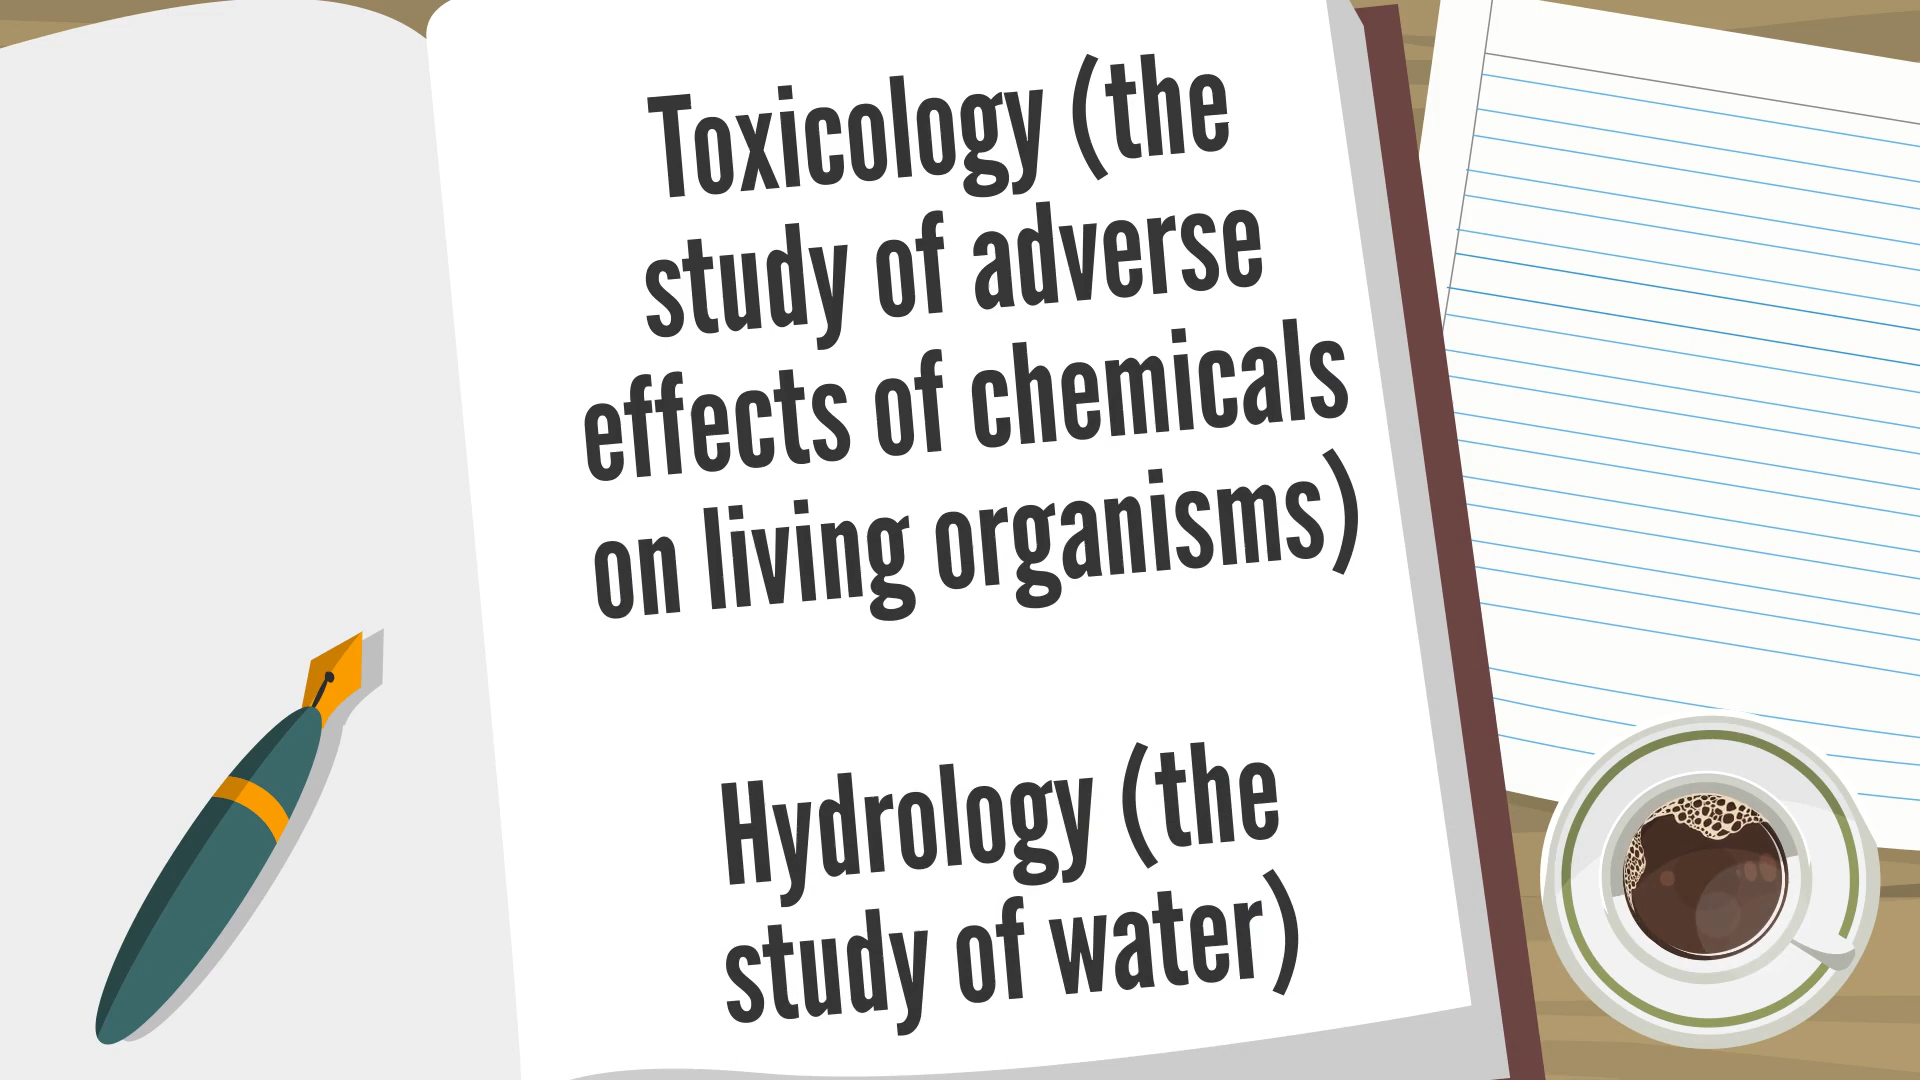 Toxicology (the
study of adverse
effects of chemicals
on living organisms)
Hydrology (the
study of water)